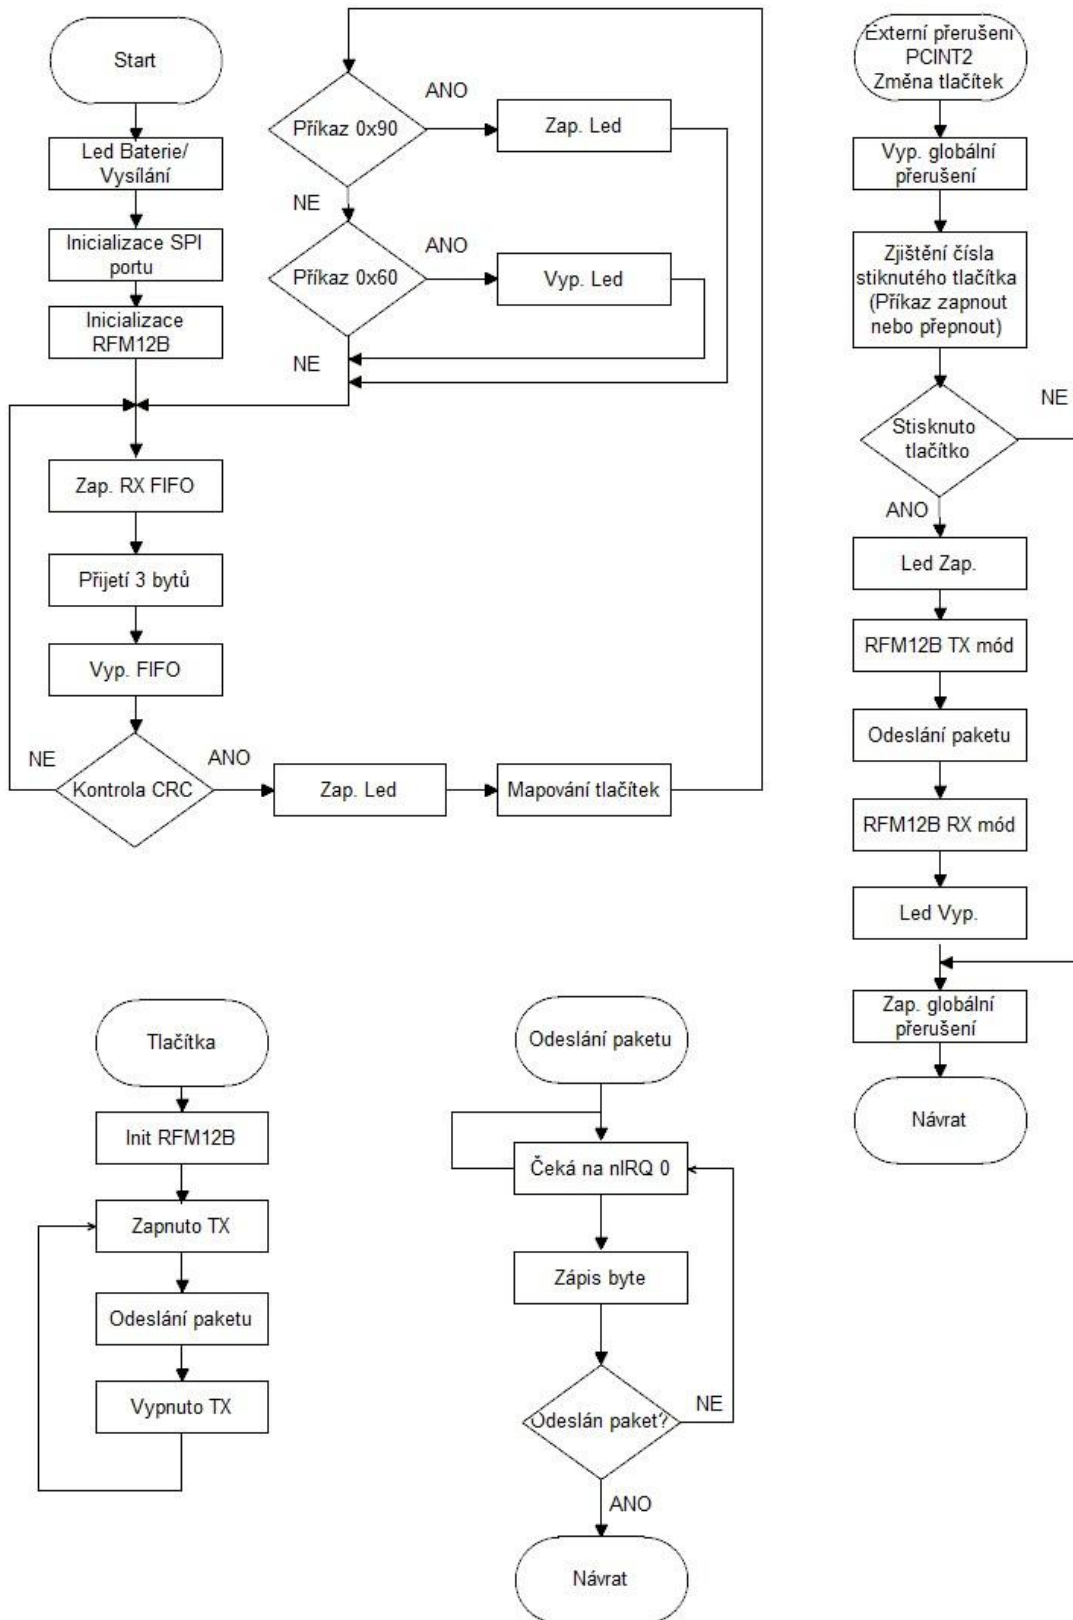 Start
Led Baterie/
Vysílání
Inicializace SPI
portu
Inicializace
RFM12B
Zap. RX FIFO
Přijetí 3 bytů
Vyp. FIFO
NE
Kontrola CRC
ANO
Zap. Led
Mapování tlačítek
Příkaz 0x90
ANO
Zap. Led
NE
Příkaz 0x60
ANO
Vyp. Led
NE
Externí přerušení
PCINT2
Změna tlačítek
Vyp. globální
přerušení
Zjištění čísla
stiknutého tlačítka
(Příkaz zapnout
nebo přepnout)
Stisknuto
tlačítko
NE
ANO
Led Zap.
RFM12B TX mód
Odeslání paketu
RFM12B RX mód
Led Vyp.
Zap. globální
přerušení
Návrat
Tlačítka
Init RFM12B
Zapnuto TX
Odeslání paketu
Vypnuto TX
Odeslání paketu
Čeká na nIRQ 0
Zápis byte
Odeslán paket?
NE
ANO
Návrat